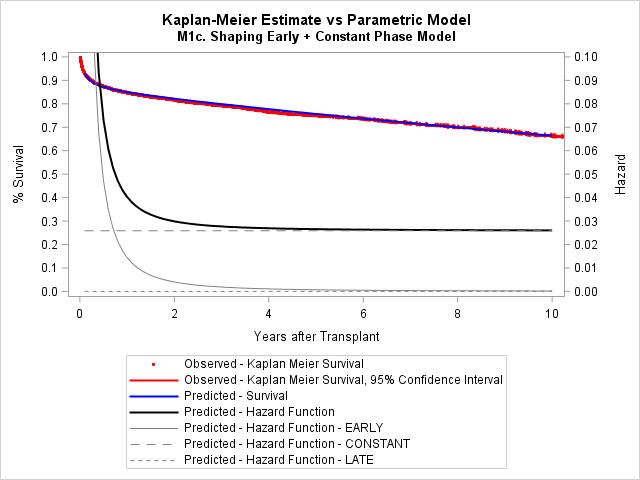 Kaplan-Meier Estimate vs Parametric Model
M1c. Shaping Early + Constant Phase Model
1.0
0.9
0.8
0.7
0.6
0.5
0.4
0.3
0.2
0.1
0.0
% Survival
0.10
0.09
0.08
0.07
0.06
0.05
0.04
0.03
0.02
0.01
0.00
Hazard
0 2 4 6 8 10
Years after Transplant
Observed - Kaplan Meier Survival
Observed - Kaplan Meier Survival, 95% Confidence Interval
Predicted - Survival
Predicted - Hazard Function
Predicted - Hazard Function - EARLY
Predicted - Hazard Function - CONSTANT
Predicted - Hazard Function - LATE